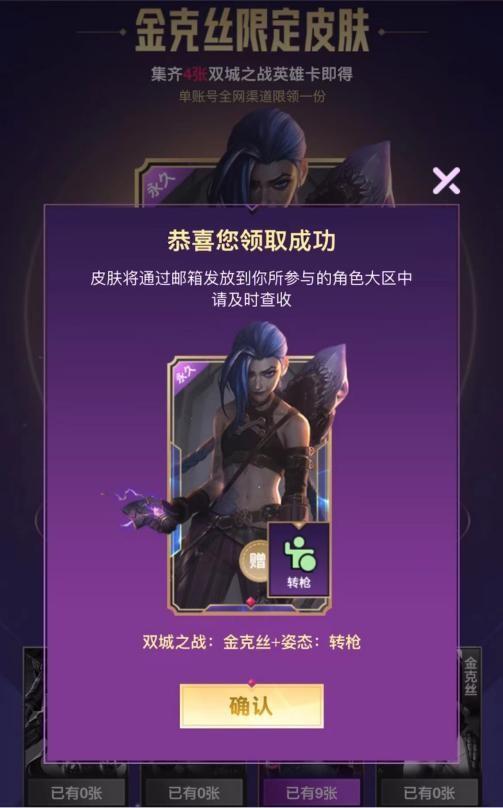 金克丝限定皮肤
集齐4张双城之战英雄卡即得
单账号全网渠道限领一份
永久
恭喜您领取成功
皮肤将通过邮箱发放到你所参与的角色大区中
请及时查收
永久
赠
转枪
双城之战：金克丝+姿态：转枪
确认
金克丝
已有0张
已有0张
已有9张
已有0张